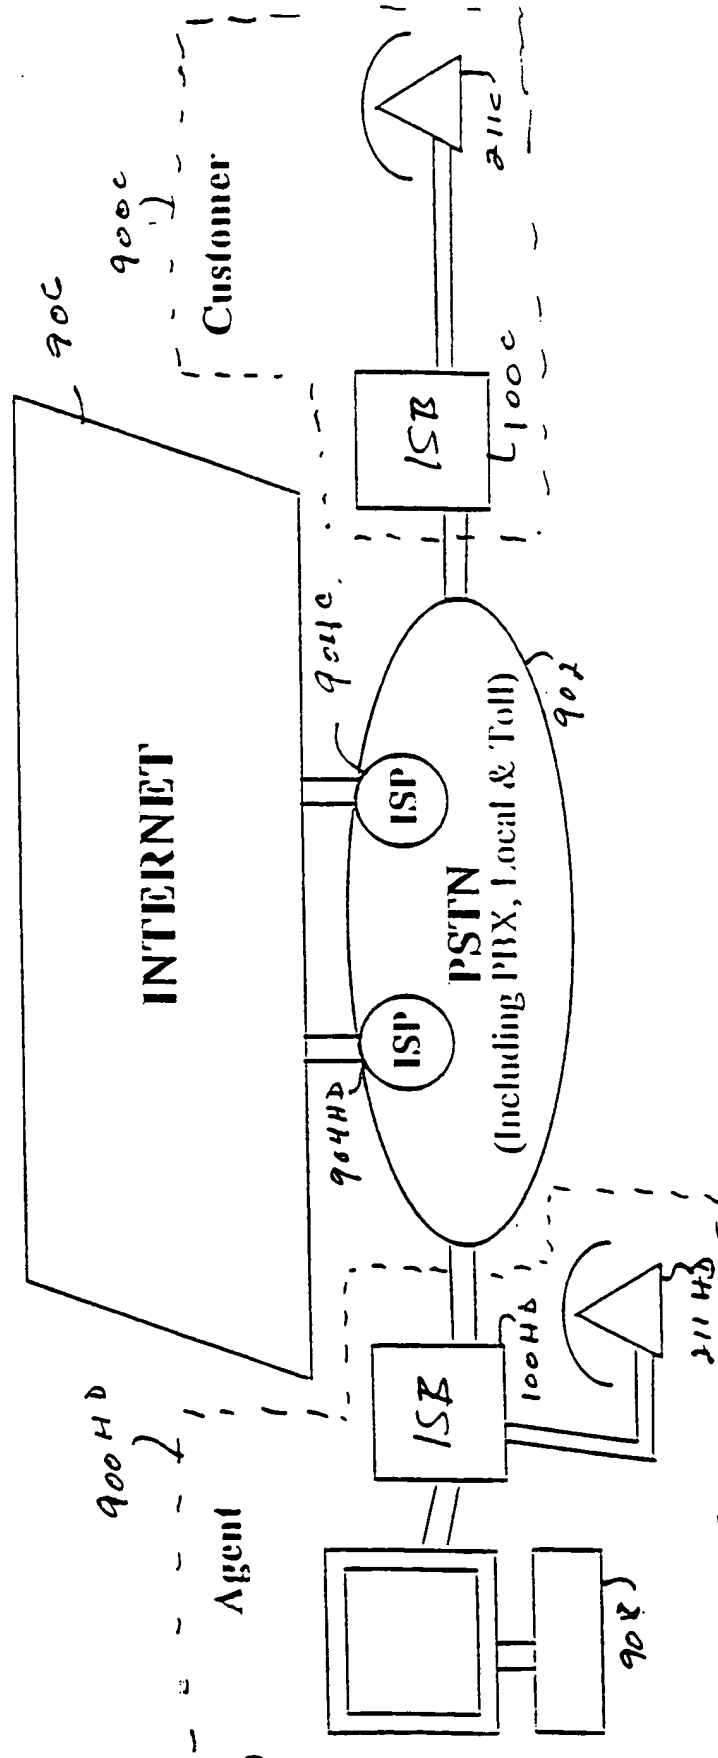 900HD
Agent
ISB
100HD
908
211HD
INTERNET
90C
904HD
ISP
904C
ISP
PSTN
(Including PBX, Local & Toll)
902
900C
Customer
ISB
100C
211C